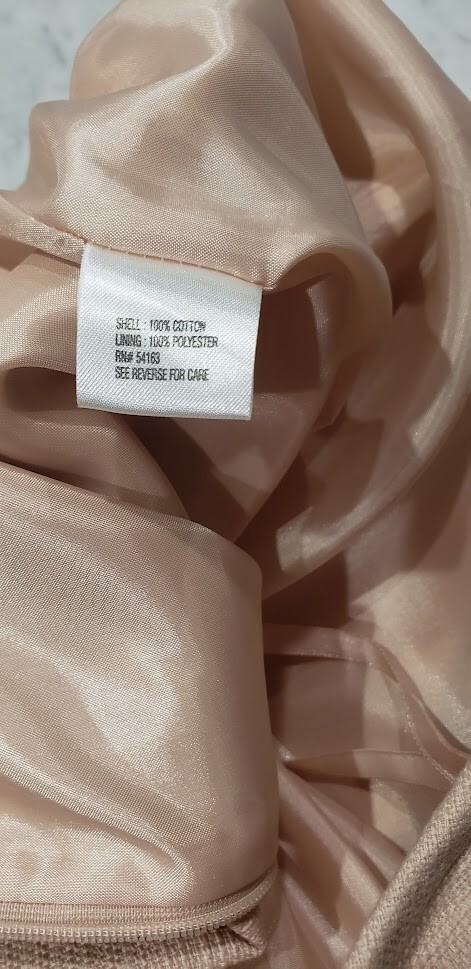 SHELL : 100% COTTON
LINING : 100% POLYESTER
RN# 54163
SEE REVERSE FOR CARE